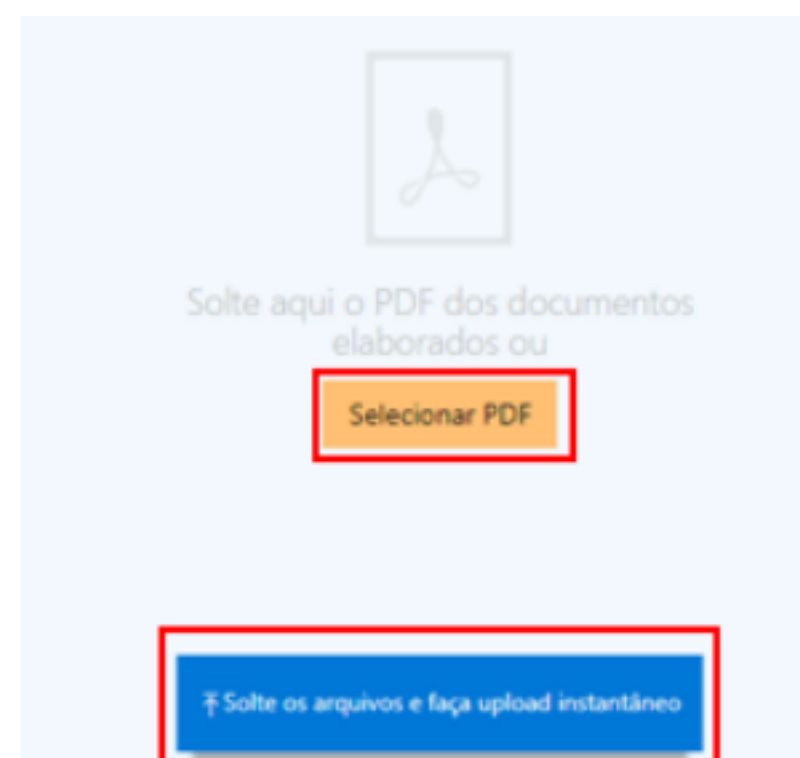 Solte aqui o PDF dos documentos
elaborados ou
Selecionar PDF
Solte os arquivos e faça upload instantâneo